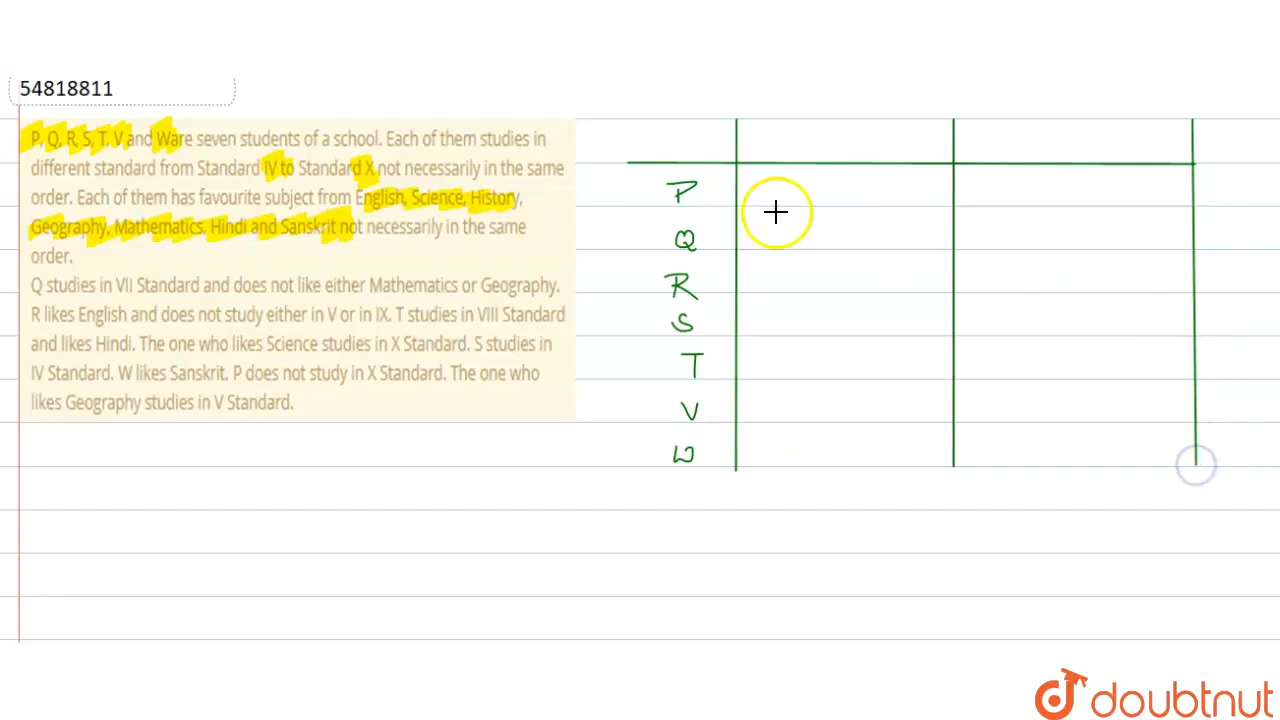 54818811
P, Q, R, S, T. V and Ware seven students of a school. Each of them studies in
different standard from Standard IV to Standard X not necessarily in the same
order. Each of them has favourite subject from English, Science, History,
Geography, Mathematics. Hindi and Sanskrit not necessarily in the same
order.
Q studies in VII Standard and does not like either Mathematics or Geography.
R likes English and does not study either in V or in IX. T studies in VIII Standard
and likes Hindi. The one who likes Science studies in X Standard. S studies in
IV Standard. W likes Sanskrit. P does not study in X Standard. The one who
likes Geography studies in V Standard.
P
Q
R
S
T
V
W
doubtnut